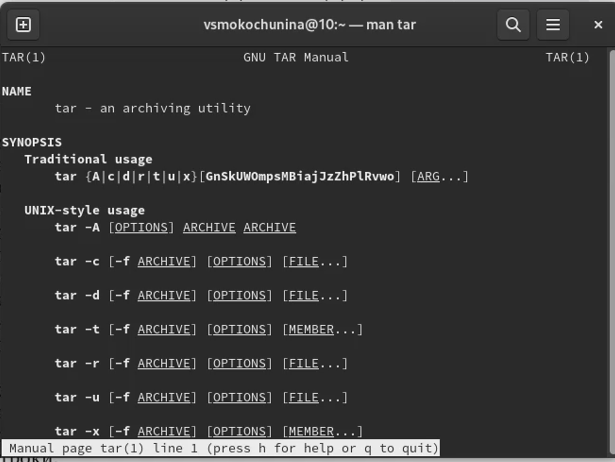 vsmokochunina@10:~ — man tar
TAR(1) GNU TAR Manual TAR(1)
NAME
tar - an archiving utility
SYNOPSIS
Traditional usage
tar {A|c|d|r|t|u|x}[GnSkUWOmpsMBiajJzZhPlRvwo] [ARG...]
UNIX-style usage
tar -A [OPTIONS] ARCHIVE ARCHIVE
tar -c [-f ARCHIVE] [OPTIONS] [FILE...]
tar -d [-f ARCHIVE] [OPTIONS] [FILE...]
tar -t [-f ARCHIVE] [OPTIONS] [MEMBER...]
tar -r [-f ARCHIVE] [OPTIONS] [FILE...]
tar -u [-f ARCHIVE] [OPTIONS] [FILE...]
tar -x [-f ARCHIVE] [OPTIONS] [MEMBER...]
Manual page tar(1) line 1 (press h for help or q to quit)